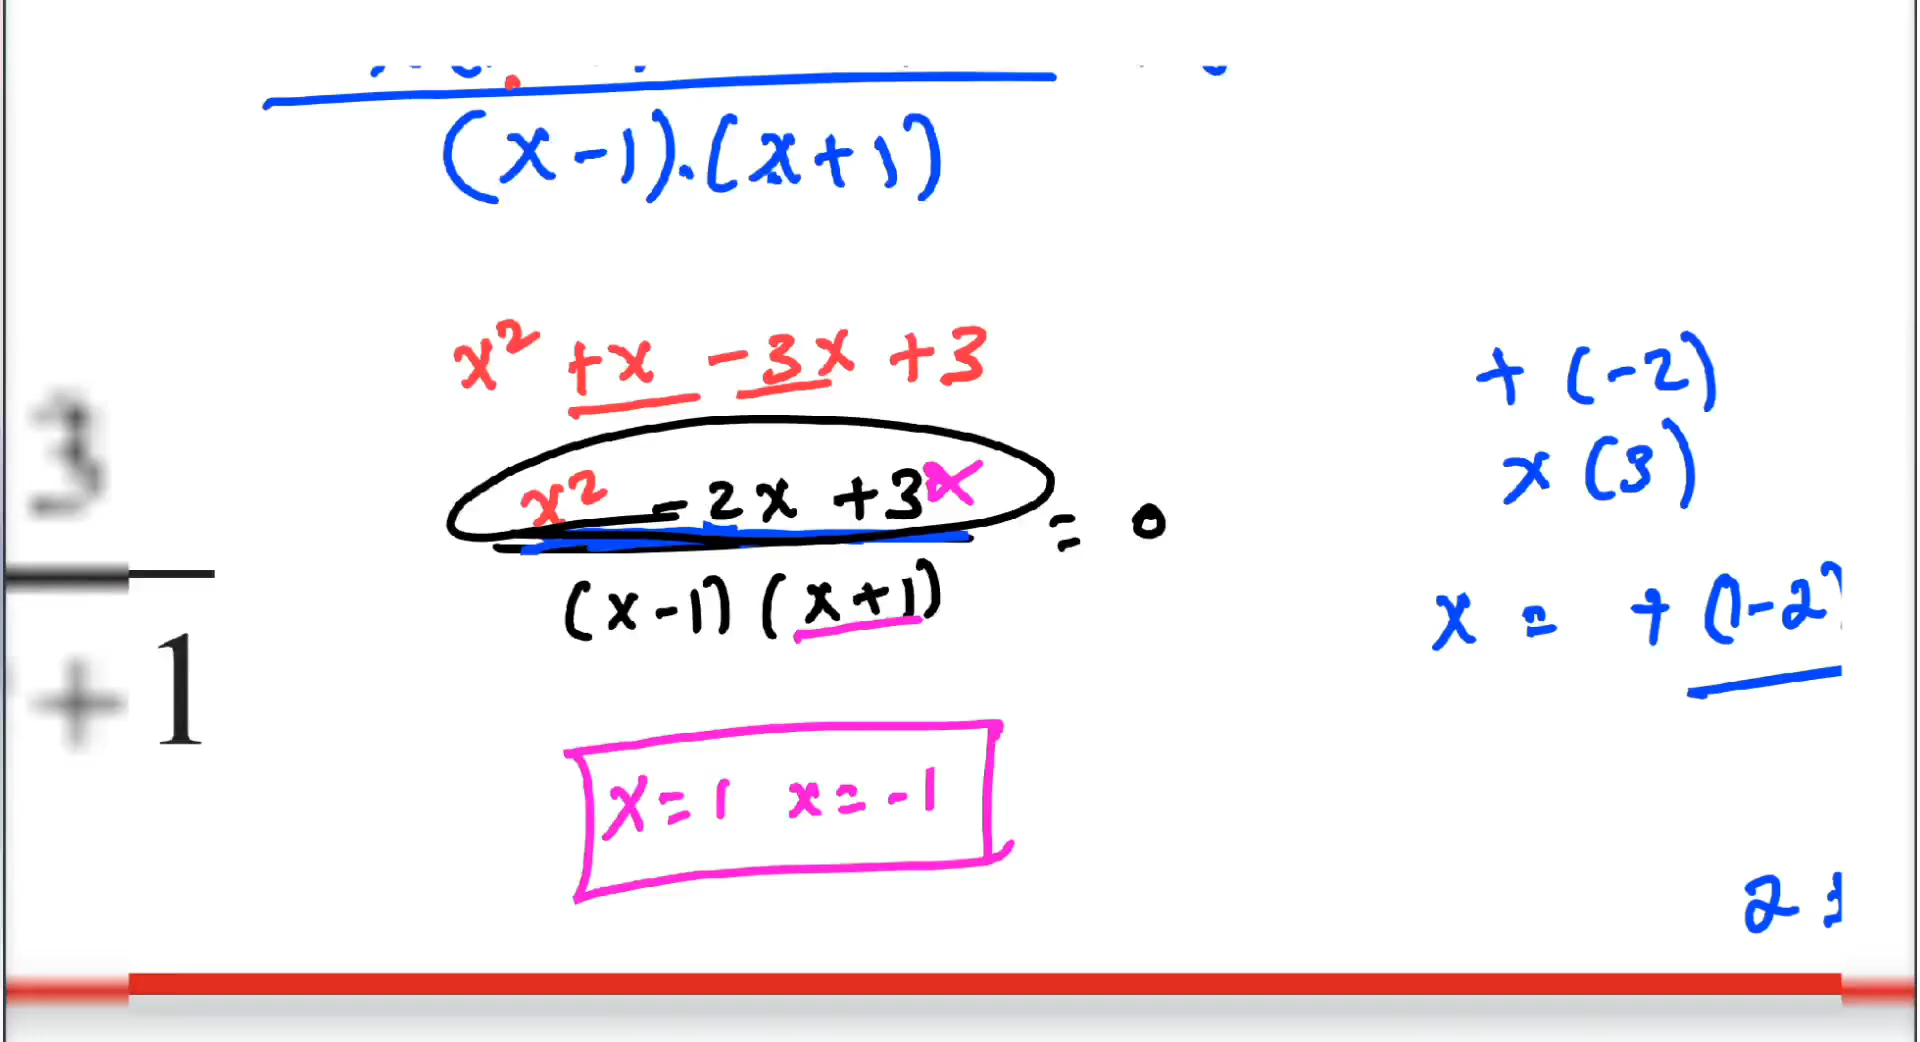 (x-1).(x+1)
x² +x -3x +3
x² -2x +3x = 0
(x-1)(x+1)
x=1 x=-1
+ (-2)
x (3)
x = + (1-2)
2
3
+1